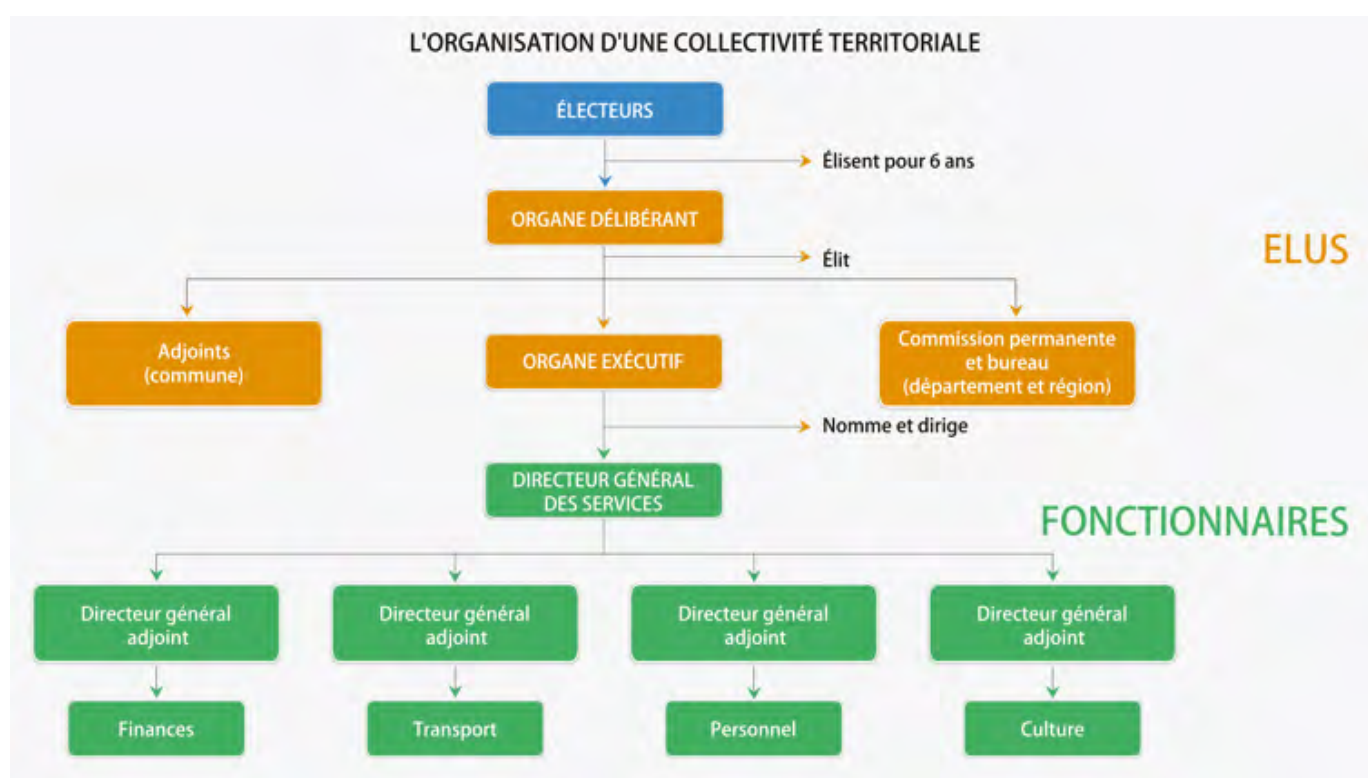 L'ORGANISATION D'UNE COLLECTIVITÉ TERRITORIALE
ÉLECTEURS
Élisent pour 6 ans
ORGANE DÉLIBÉRANT
ELUS
Élit
Adjoints
(commune)
ORGANE EXÉCUTIF
Commission permanente
et bureau
(département et région)
Nomme et dirige
DIRECTEUR GÉNÉRAL
DES SERVICES
FONCTIONNAIRES
Directeur général
adjoint
Directeur général
adjoint
Directeur général
adjoint
Directeur général
adjoint
Finances
Transport
Personnel
Culture